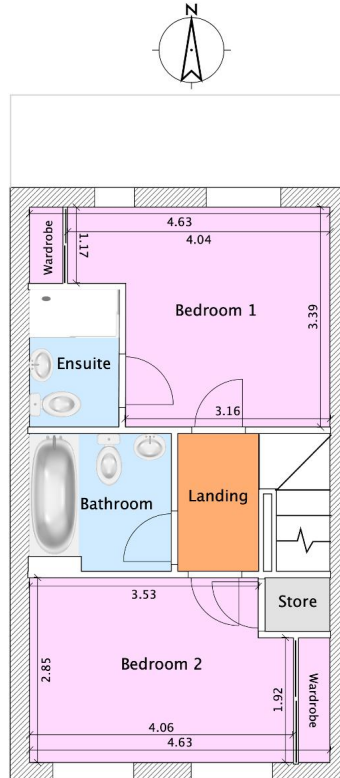 N
4.63
4.04
Wardrobe
1.17
Bedroom 1
3.39
Ensuite
3.16
Bathroom
Landing
3.53
Store
Bedroom 2
2.85
1.92
Wardrobe
4.06
4.63